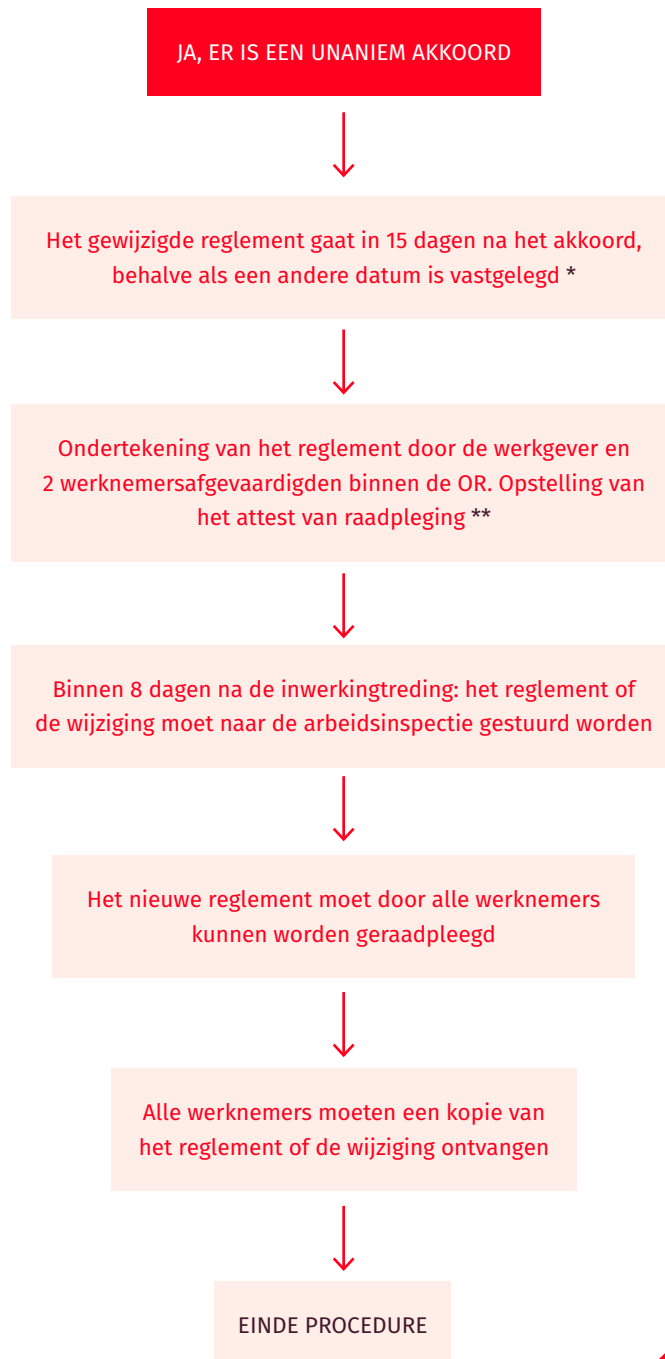 JA, ER IS EEN UNANIEM AKKOORD
Het gewijzigde reglement gaat in 15 dagen na het akkoord,
behalve als een andere datum is vastgelegd *
Ondertekening van het reglement door de werkgever en
2 werknemersafgevaardigden binnen de OR. Opstelling van
het attest van raadpleging **
Binnen 8 dagen na de inwerkingtreding: het reglement of
de wijziging moet naar de arbeidsinspectie gestuurd worden
Het nieuwe reglement moet door alle werknemers
kunnen worden geraadpleegd
Alle werknemers moeten een kopie van
het reglement of de wijziging ontvangen
EINDE PROCEDURE